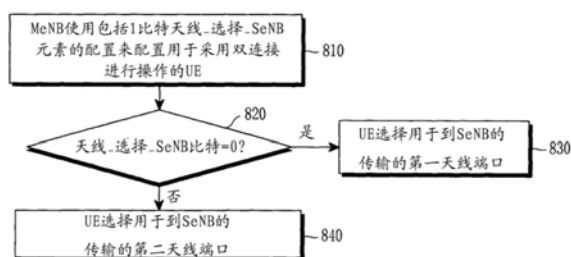 MeNB使用包括1比特天线_选择_SeNB
元素的配置来配置用于采用双连接
进行操作的UE
810
820
天线_选择_SeNB比特=0?
是
UE选择用于到SeNB的
传输的第一天线端口
830
否
UE选择用于到SeNB的
传输的第二天线端口
840